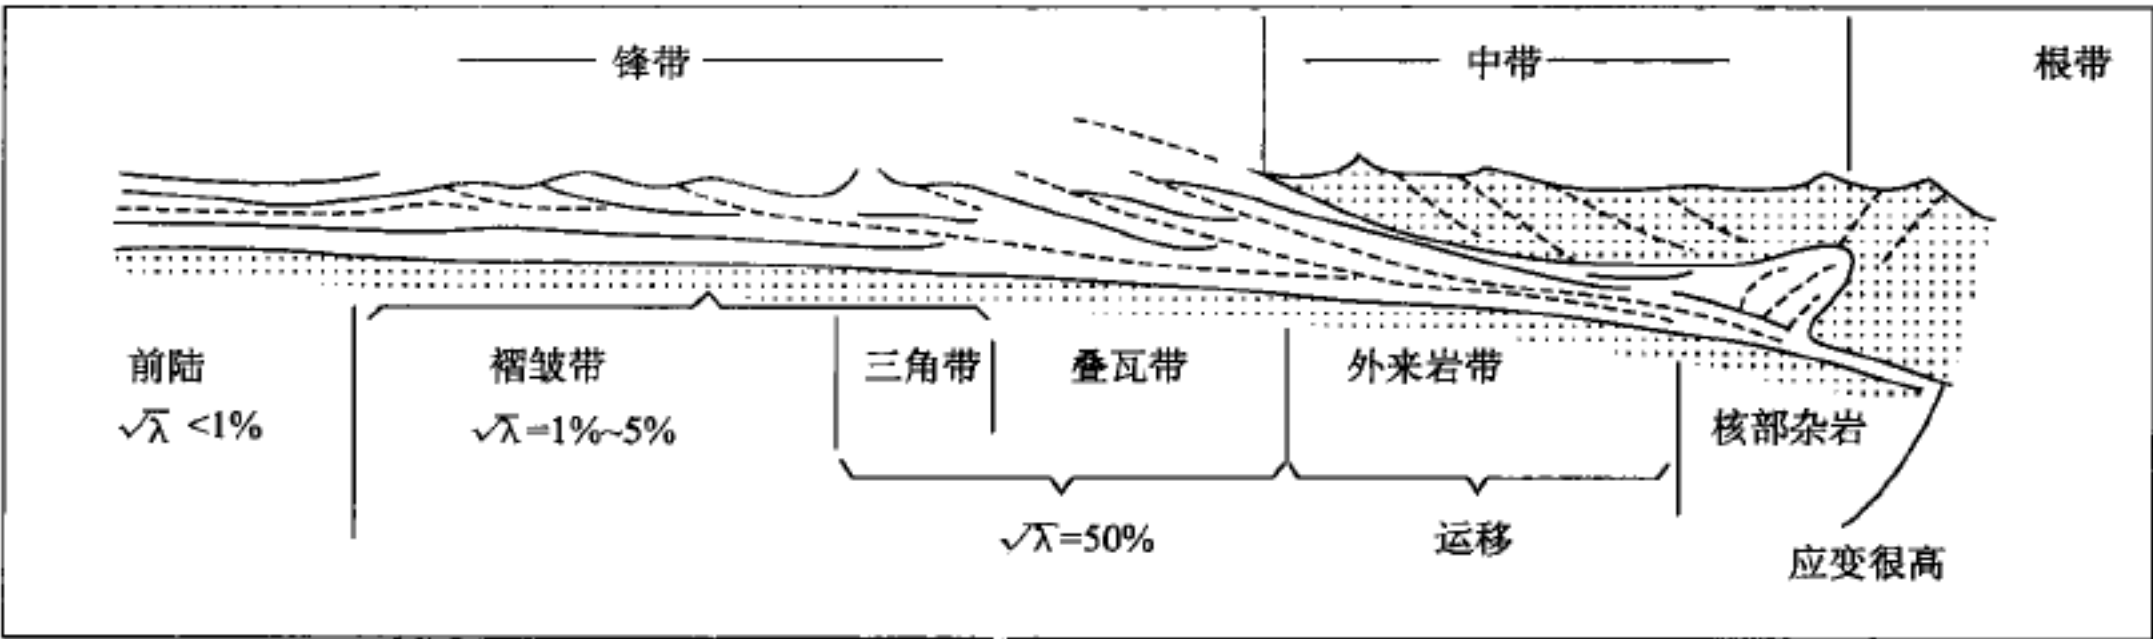 锋带 中带 根带
前陆 褶皱带 三角带 叠瓦带 外来岩带
√λ <1% √λ=1%~5% 核部杂岩
√λ=50% 运移
应变很高